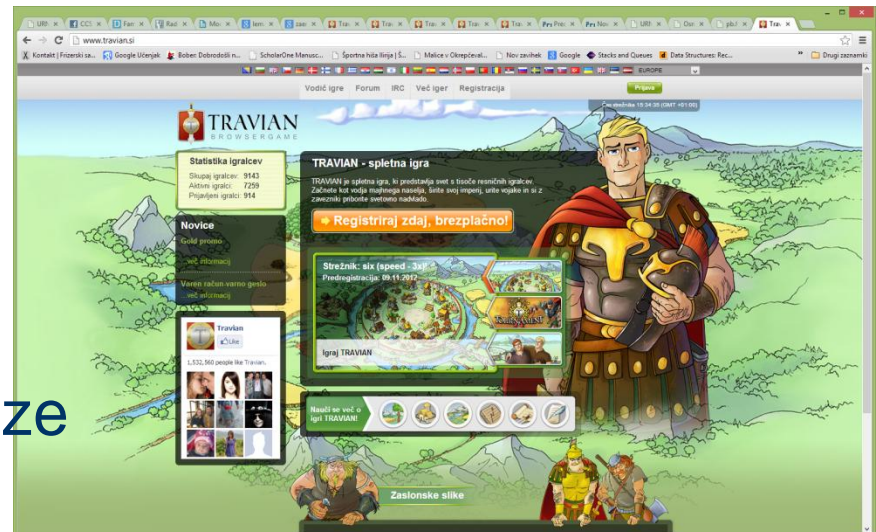 www.travian.si
Kontakt | Frizerski sa...
Google Učenjak
Bober: Dobrodošli n...
ScholarOne Manusc...
Športna hiša Ilirija | Š...
Malice v Okrepčeval...
Nov zavihek
Google
Stacks and Queues
Data Structures: Rec...
Drugi zaznamki
EUROPE
Vodič igre Forum IRC Več iger Registracija
Prijava
TRAVIAN
BROWSERGAME
Statistika igralcev
Skupaj igralcev: 9143
Aktivni igralci: 7259
Prijavljeni igralci: 914
TRAVIAN - spletna igra
TRAVIAN je spletna igra, ki predstavlja svet s tisoče resničnih igralcev.
Začnete kot vodja majhnega naselja, širite svoj imperij, urite vojake in si z
zavezniki priborite svetovno nadvlado.
Registriraj zdaj, brezplačno!
Novice
Gold promo
...več informacij
Varen račun-varno geslo
...več informacij
Strežnik: six (speed - 3x)
Predregistracija: 09.11.2012
TOURNAMENT
Igraj TRAVIAN
Travian
Like
1,532,560 people like Travian.
Nauči se več o
igri TRAVIAN!
Zaslonske slike
ze